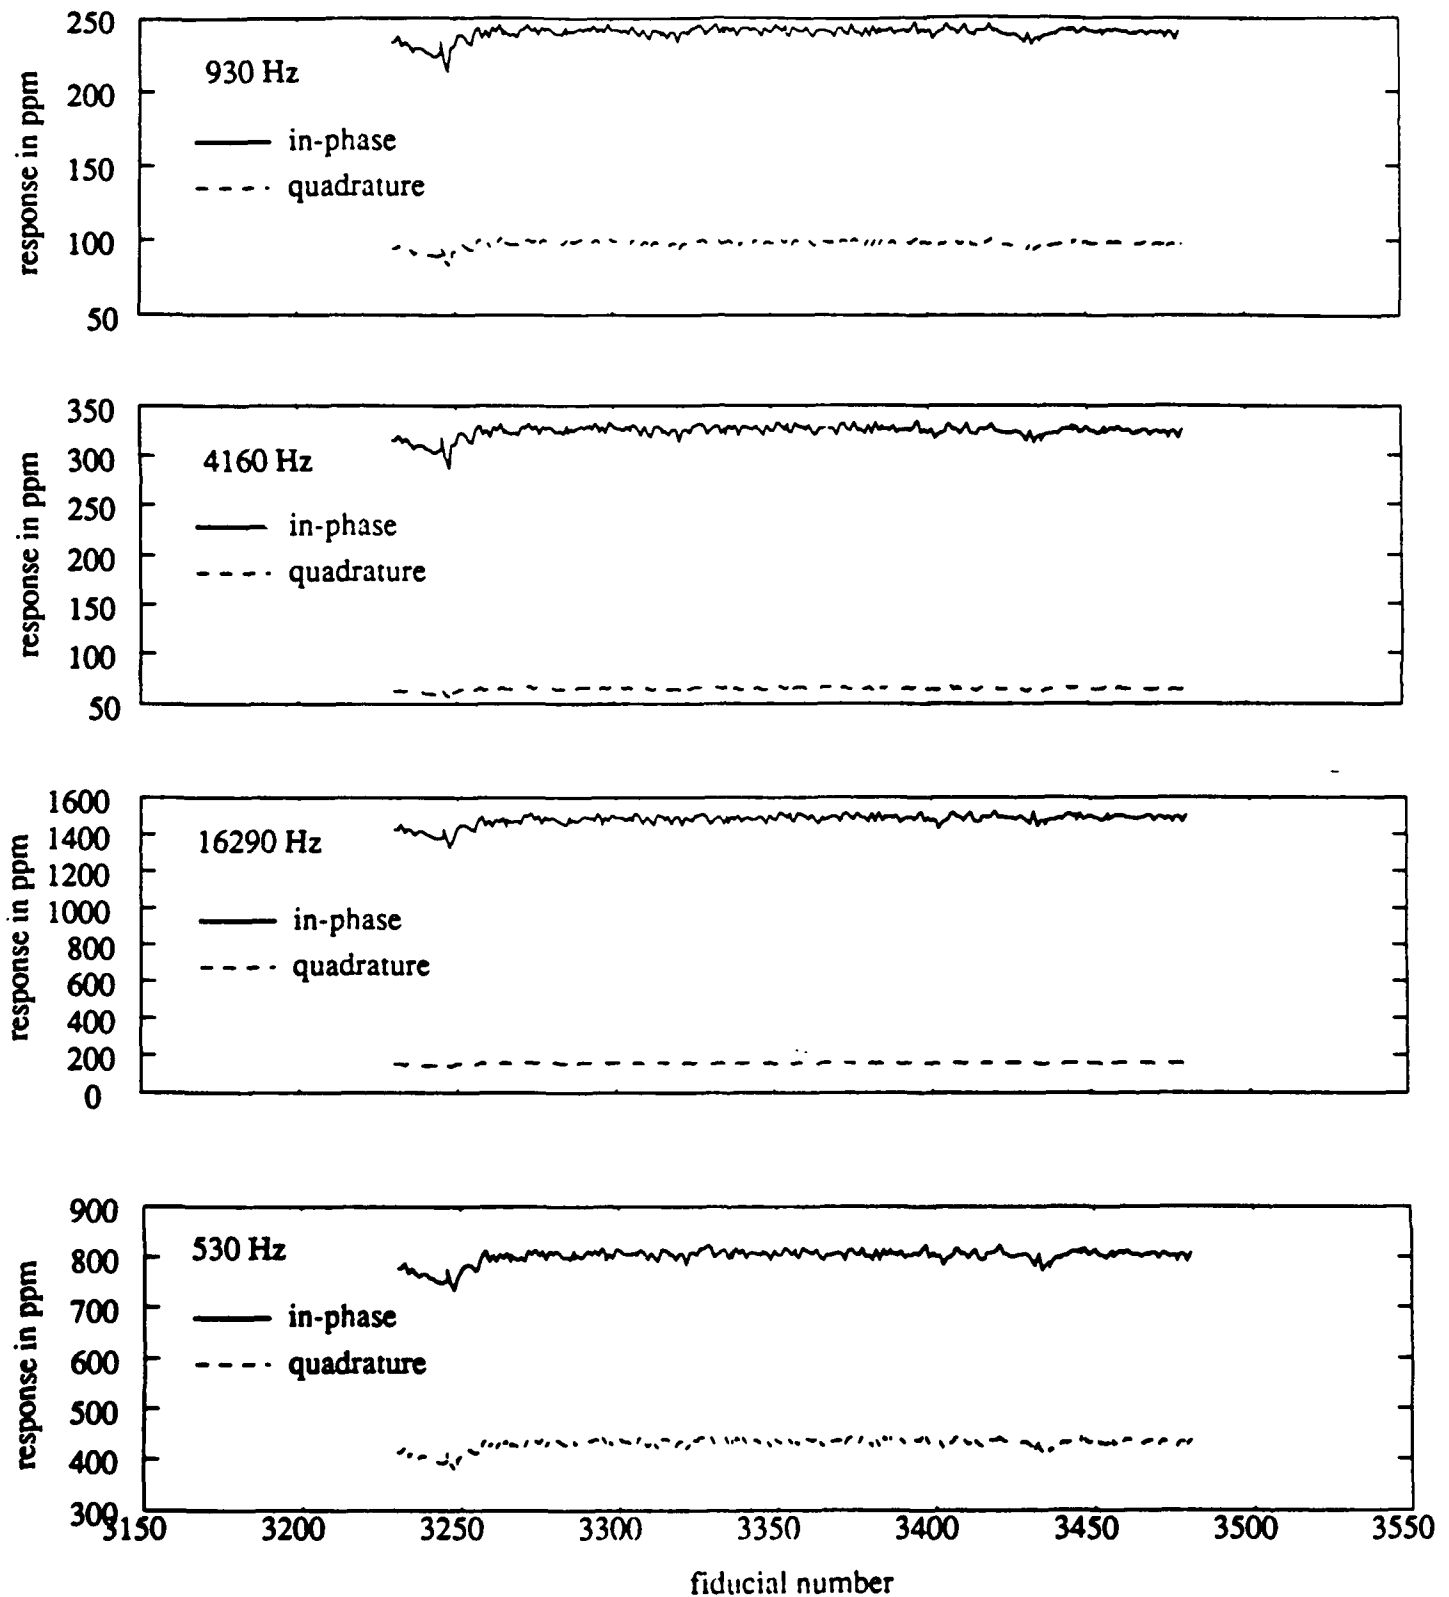 250
200
150
100
50
response in ppm
930 Hz
in-phase
quadrature
350
300
250
200
150
100
50
response in ppm
4160 Hz
in-phase
quadrature
1600
1400
1200
1000
800
600
400
200
0
response in ppm
16290 Hz
in-phase
quadrature
900
800
700
600
500
400
300
response in ppm
530 Hz
in-phase
quadrature
3150 3200 3250 3300 3350 3400 3450 3500 3550
fiducial number